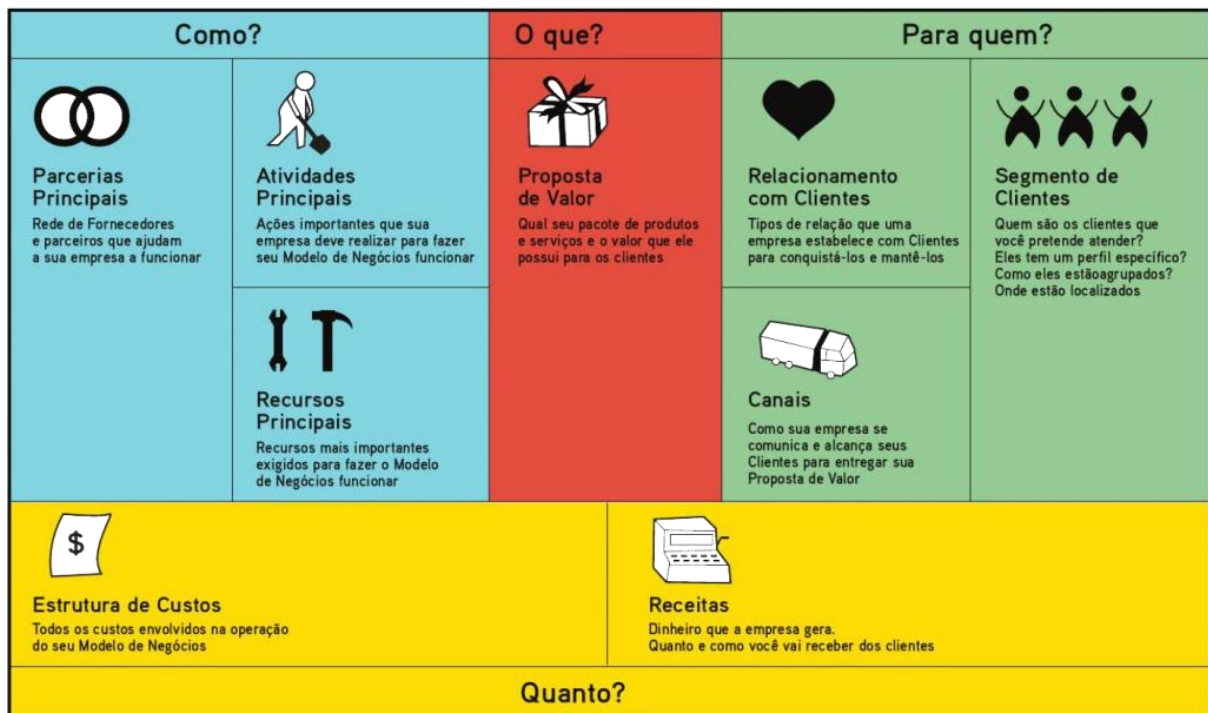 Como?
O que?
Para quem?
Parcerias
Principais
Rede de Fornecedores
e parceiros que ajudam
a sua empresa a funcionar
Atividades
Principais
Ações importantes que sua
empresa deve realizar para fazer
seu Modelo de Negócios funcionar
Recursos
Principais
Recursos mais importantes
exigidos para fazer o Modelo
de Negócios funcionar
Proposta
de Valor
Qual seu pacote de produtos
e serviços e o valor que ele
possui para os clientes
Relacionamento
com Clientes
Tipos de relação que uma
empresa estabelece com Clientes
para conquistá-los e mantê-los
Canais
Como sua empresa se
comunica e alcança seus
Clientes para entregar sua
Proposta de Valor
Segmento de
Clientes
Quem são os clientes que
você pretende atender?
Eles tem um perfil específico?
Como eles estãoagrupados?
Onde estão localizados
$
Estrutura de Custos
Todos os custos envolvidos na operação
do seu Modelo de Negócios
Receitas
Dinheiro que a empresa gera.
Quanto e como você vai receber dos clientes
Quanto?